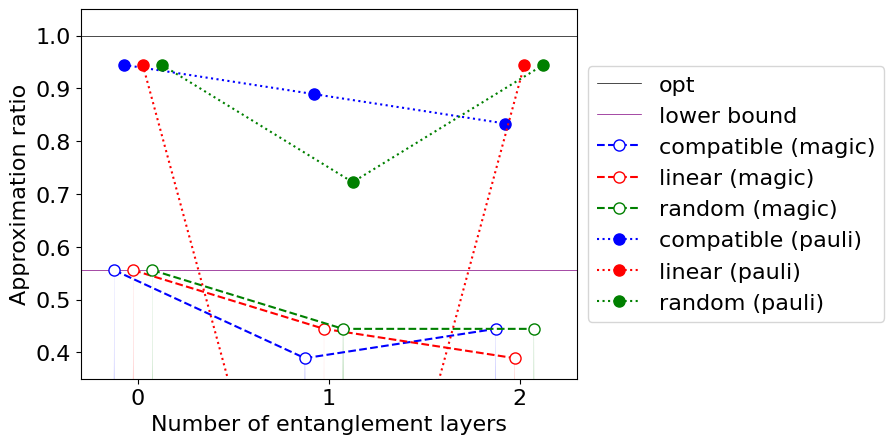 Approximation ratio
1.0
0.9
0.8
0.7
0.6
0.5
0.4
0
1
2
Number of entanglement layers
opt
lower bound
compatible (magic)
linear (magic)
random (magic)
compatible (pauli)
linear (pauli)
random (pauli)